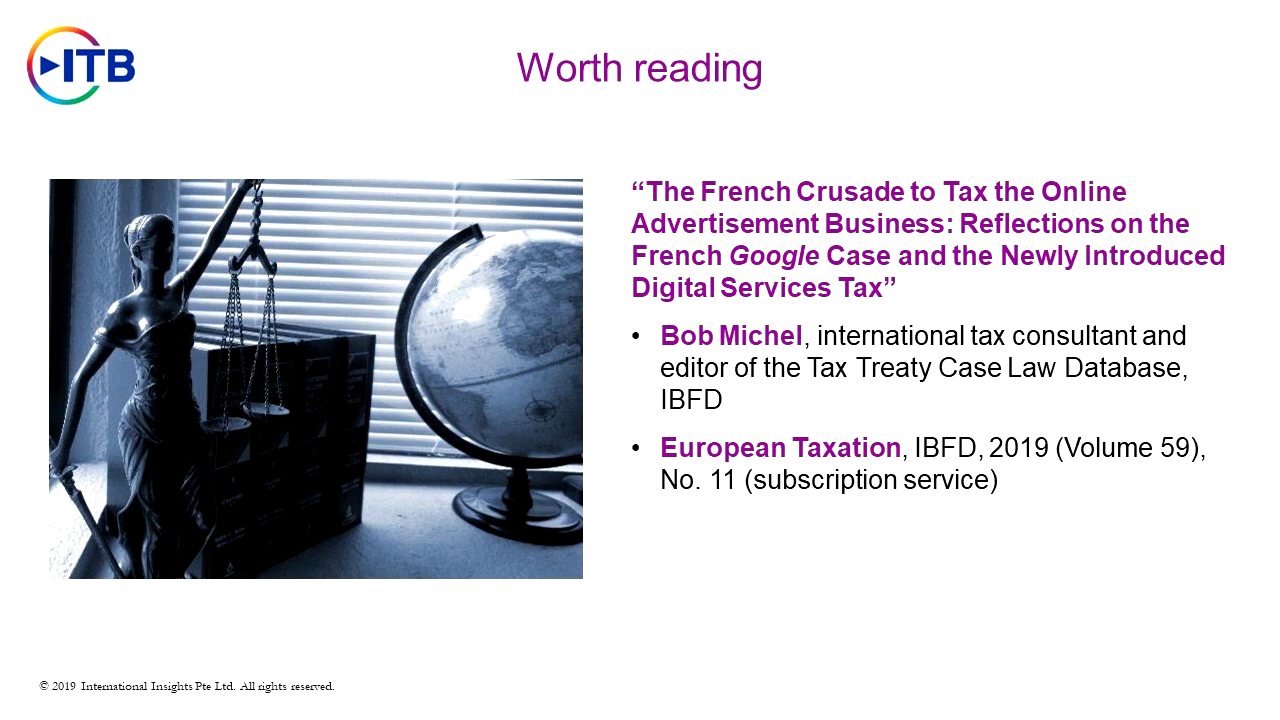 ITB
Worth reading
“The French Crusade to Tax the Online
Advertisement Business: Reflections on the
French Google Case and the Newly Introduced
Digital Services Tax”
• Bob Michel, international tax consultant and
editor of the Tax Treaty Case Law Database,
IBFD
• European Taxation, IBFD, 2019 (Volume 59),
No. 11 (subscription service)
© 2019 International Insights Pte Ltd. All rights reserved.